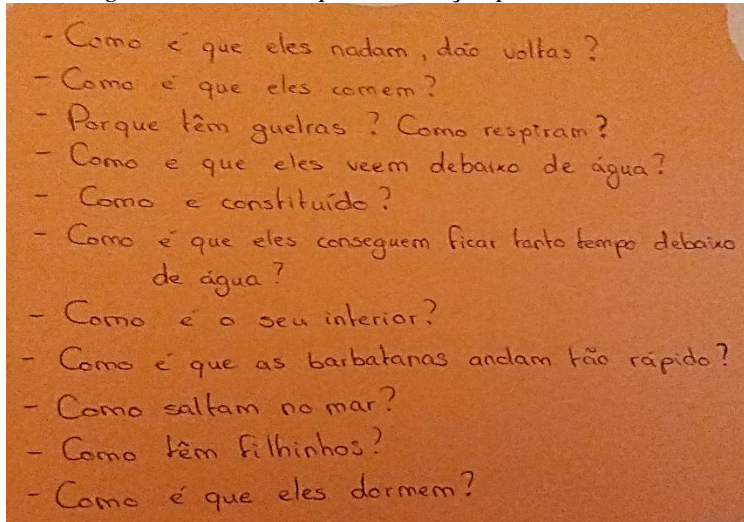 - Como é que eles nadam, dão voltas?
- Como é que eles comem?
- Porque têm guelras? Como respiram?
- Como e que eles veem debaixo de água?
- Como e constituído?
- Como é que eles conseguem ficar tanto tempo debaixo
de água?
- Como é o seu interior?
- Como é que as barbatanas andam tão rápido?
- Como saltam no mar?
- Como têm filhinhos?
- Como é que eles dormem?